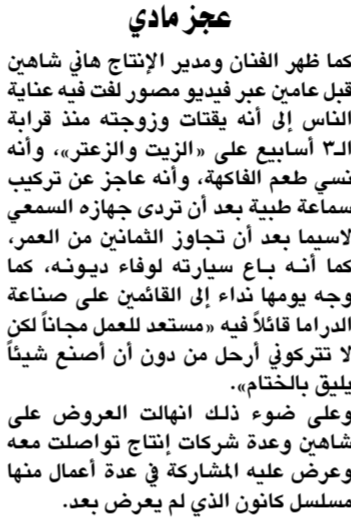 عجز مادي
كما ظهر الفنان ومدير الإنتاج هاني شاهين
قبل عامين عبر فيديو مصور لفت فيه عناية
الناس إلى أنه يقتات وزوجته منذ قرابة
الـ٣ أسابيع على «الزيت والزعتر»، وأنه
نسي طعم الفاكهة، وأنه عاجز عن تركيب
سماعة طبية بعد أن تردى جهازه السمعي
لاسيما بعد أن تجاوز الثمانين من العمر،
كما أنه باع سيارته لوفاء ديونه، كما
وجه يومها نداء إلى القائمين على صناعة
الدراما قائلاً فيه «مستعد للعمل مجاناً لكن
لا تتركوني أرحل من دون أن أصنع شيئاً
يليق بالختام».
وعلى ضوء ذلك انهالت العروض على
شاهين وعدة شركات إنتاج تواصلت معه
وعرض عليه المشاركة في عدة أعمال منها
مسلسل كانون الذي لم يعرض بعد.